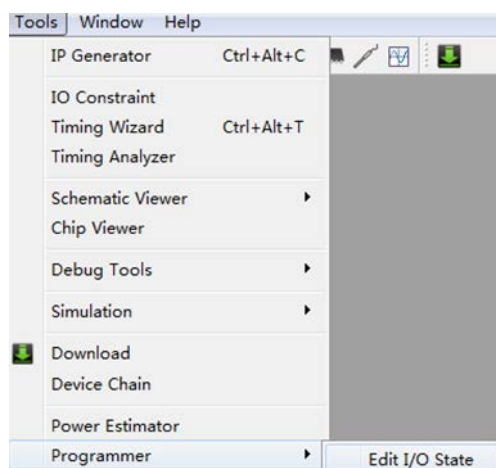 Tools Window Help
IP Generator Ctrl+Alt+C
IO Constraint
Timing Wizard Ctrl+Alt+T
Timing Analyzer
Schematic Viewer
Chip Viewer
Debug Tools
Simulation
Download
Device Chain
Power Estimator
Programmer Edit I/O State